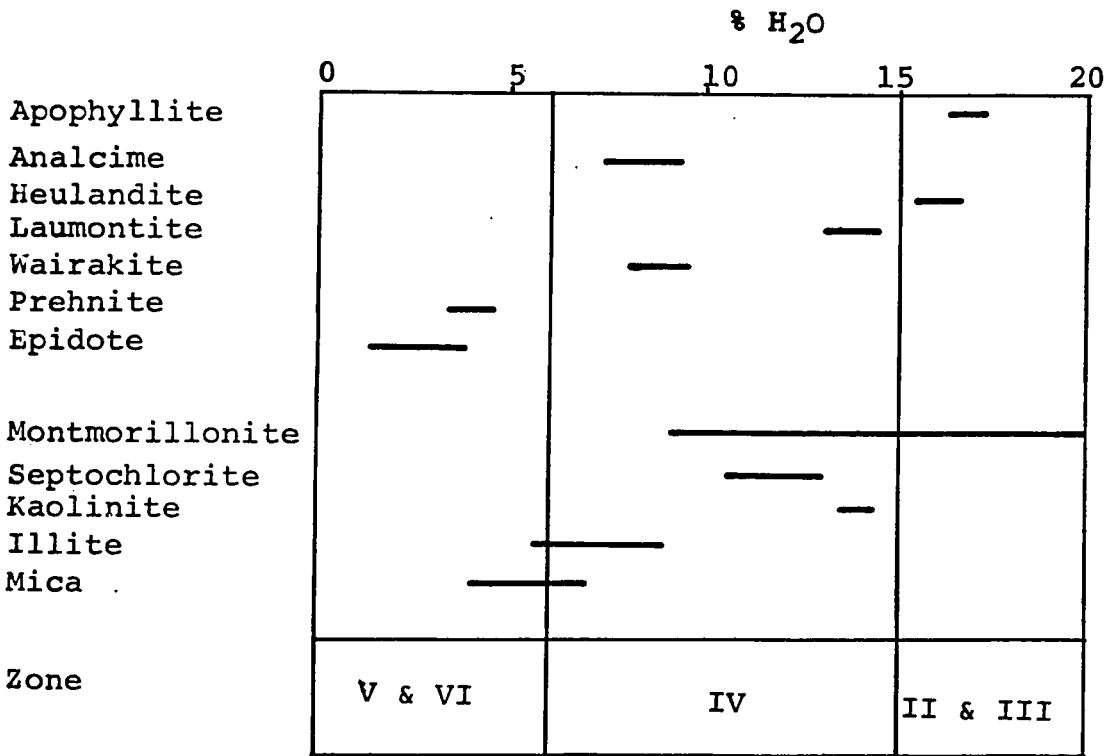 % H₂O
0 5 10 15 20
Apophyllite
Analcime
Heulandite
Laumontite
Wairakite
Prehnite
Epidote
Montmorillonite
Septochlorite
Kaolinite
Illite
Mica
Zone V & VI IV II & III